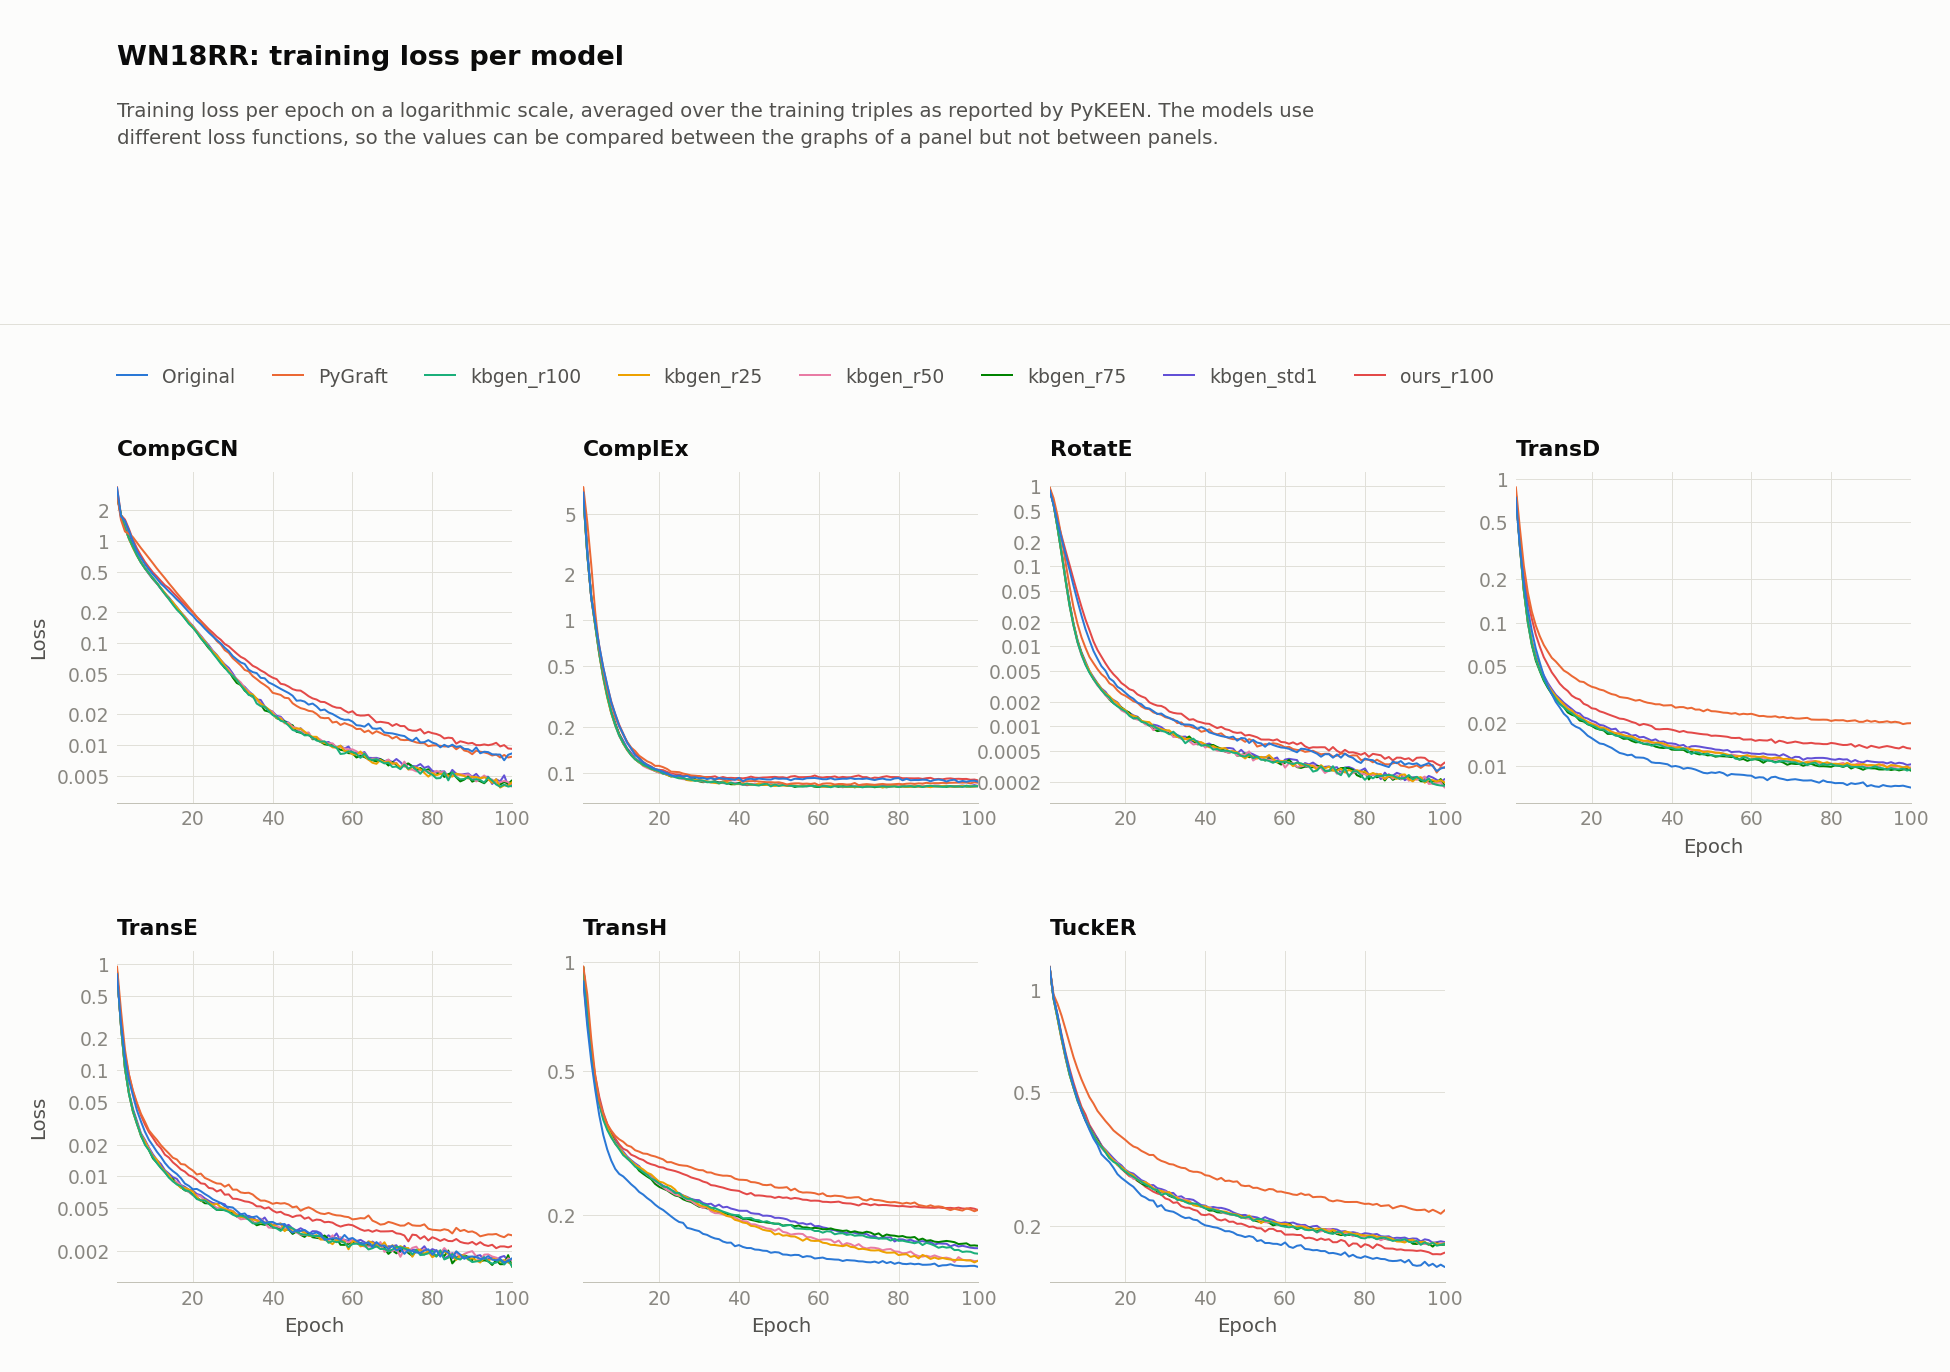 WN18RR: training loss per model
Training loss per epoch on a logarithmic scale, averaged over the training triples as reported by PyKEEN. The models use
different loss functions, so the values can be compared between the graphs of a panel but not between panels.
Original PyGraft kbgen_r100 kbgen_r25 kbgen_r50 kbgen_r75 kbgen_std1 ours_r100
CompGCN
Loss
2
1
0.5
0.2
0.1
0.05
0.02
0.01
0.005
20 40 60 80 100
ComplEx
5
2
1
0.5
0.2
0.1
20 40 60 80 100
RotatE
1
0.5
0.2
0.1
0.05
0.02
0.01
0.005
0.002
0.001
0.0005
0.0002
20 40 60 80 100
TransD
1
0.5
0.2
0.1
0.05
0.02
0.01
20 40 60 80 100
Epoch
TransE
Loss
1
0.5
0.2
0.1
0.05
0.02
0.01
0.005
0.002
20 40 60 80 100
Epoch
TransH
1
0.5
0.2
20 40 60 80 100
Epoch
TuckER
1
0.5
0.2
20 40 60 80 100
Epoch